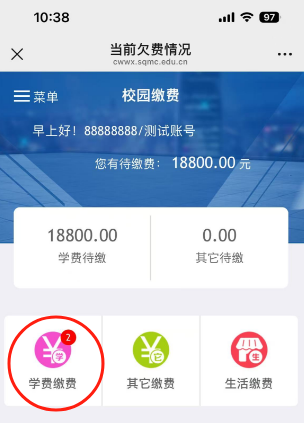 10:38
97
当前欠费情况
cwwx.sqmc.edu.cn
菜单
校园缴费
早上好！88888888/测试账号
您有待缴费： 18800.00 元
18800.00
0.00
学费待缴
其它待缴
2
学
它
生
学费缴费
其它缴费
生活缴费